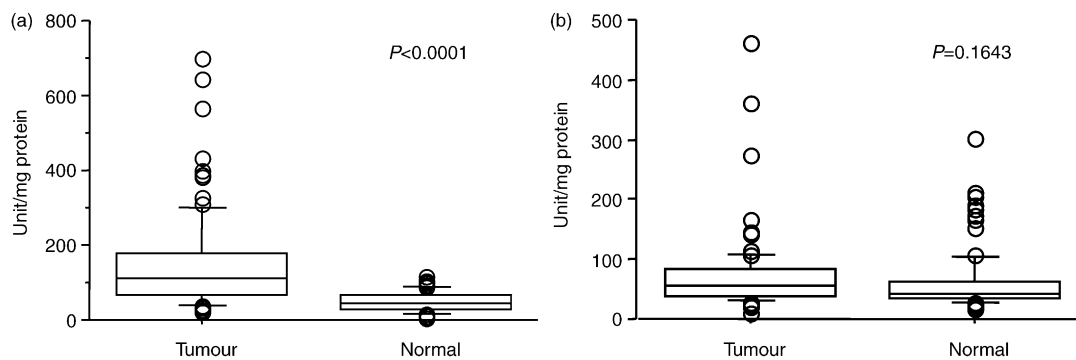 (a)
800
600
400
200
0
Unit/mg protein
P<0.0001
Tumour
Normal
(b)
500
400
300
200
100
0
Unit/mg protein
P=0.1643
Tumour
Normal